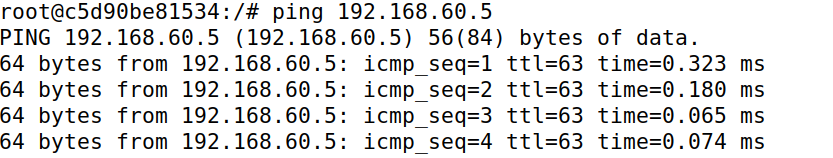 root@c5d90be81534:/# ping 192.168.60.5
PING 192.168.60.5 (192.168.60.5) 56(84) bytes of data.
64 bytes from 192.168.60.5: icmp_seq=1 ttl=63 time=0.323 ms
64 bytes from 192.168.60.5: icmp_seq=2 ttl=63 time=0.180 ms
64 bytes from 192.168.60.5: icmp_seq=3 ttl=63 time=0.065 ms
64 bytes from 192.168.60.5: icmp_seq=4 ttl=63 time=0.074 ms